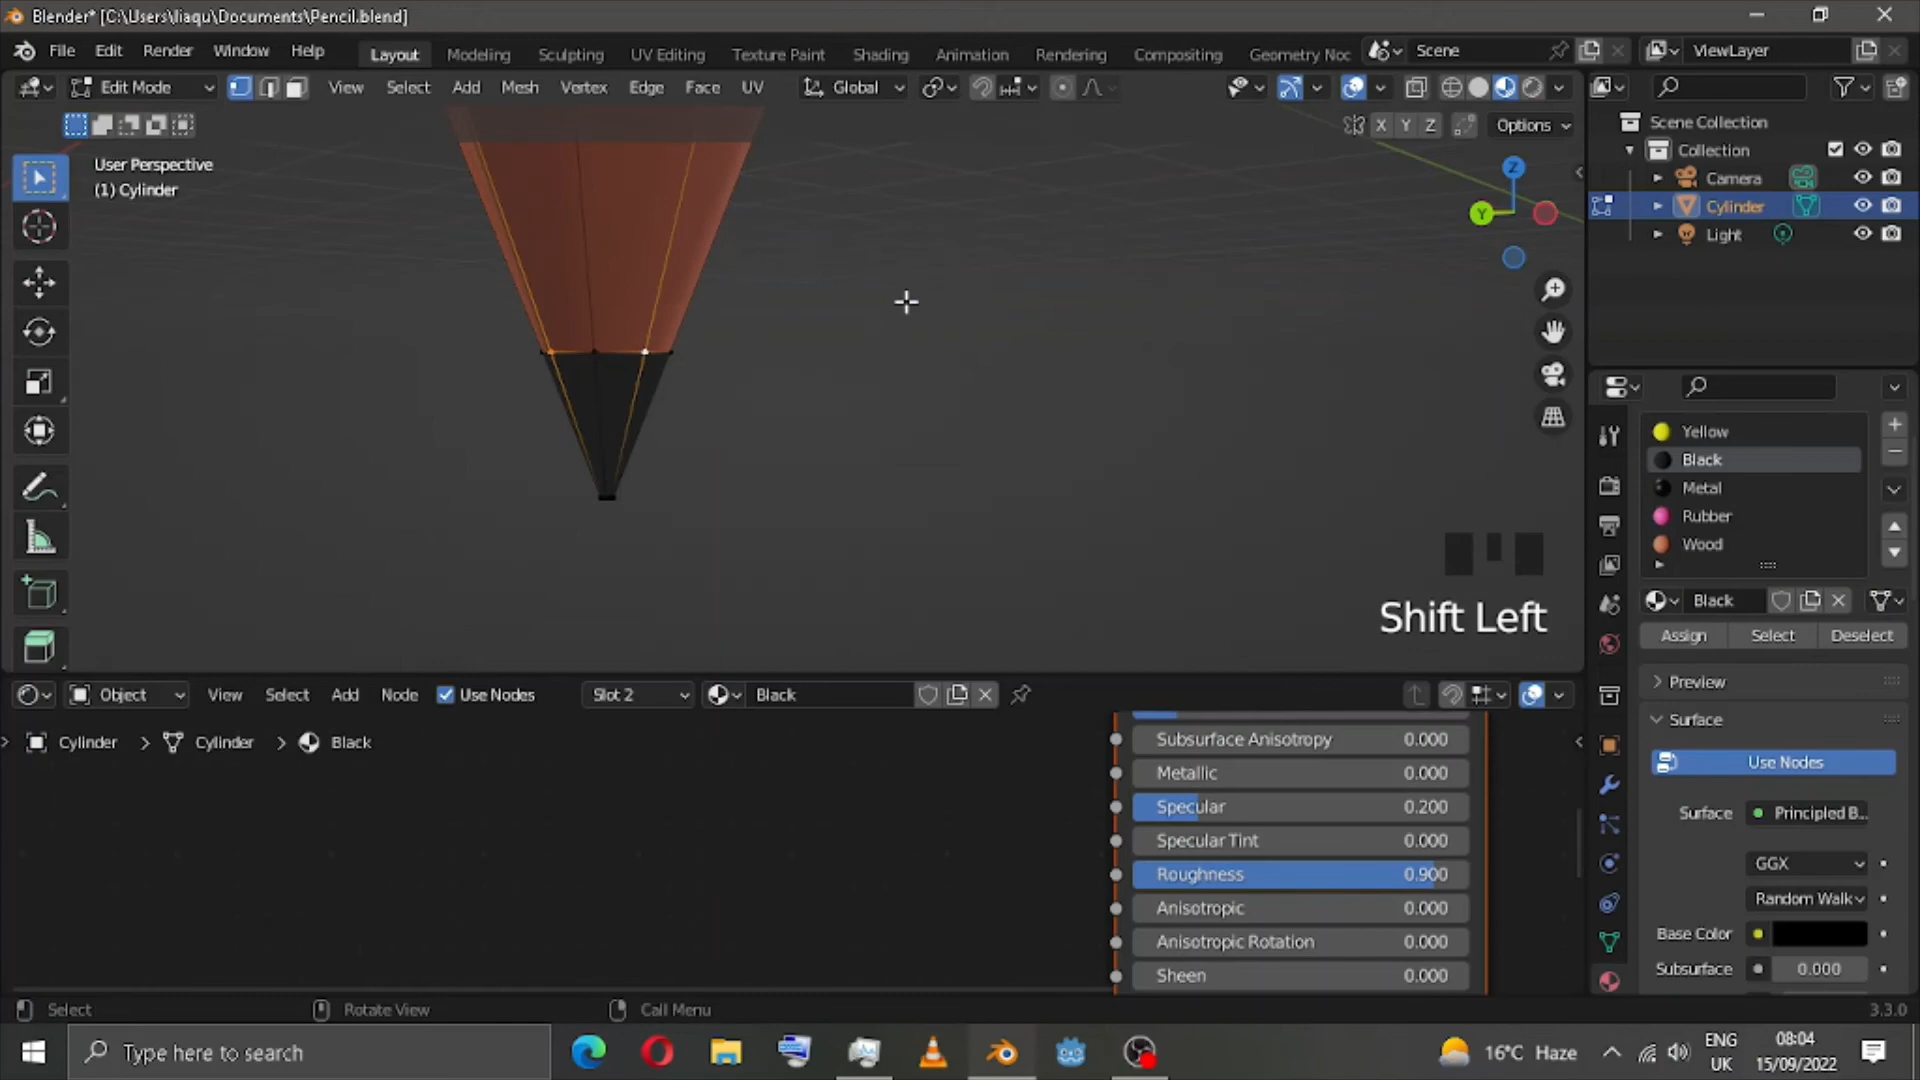 Blender* [C:\Users\liaqu\Documents\Pencil.blend]
File Edit Render Window Help Layout Modeling Sculpting UV Editing Texture Paint Shading Animation Rendering Compositing Geometry Noc Scene ViewLayer
Edit Mode View Select Add Mesh Vertex Edge Face UV Global
X Y Z Options
User Perspective
(1) Cylinder
Z
Y
Scene Collection
Collection
Camera
Cylinder
Light
Yellow
Black
Metal
Rubber
Wood
Black
Assign Select Deselect
Preview
Surface
Use Nodes
Surface Principled B...
GGX
Random Walk
Base Color
Subsurface 0.000
Shift Left
Object View Select Add Node Use Nodes Slot 2 Black
Cylinder > Cylinder > Black
Subsurface Anisotropy 0.000
Metallic 0.000
Specular 0.200
Specular Tint 0.000
Roughness 0.900
Anisotropic 0.000
Anisotropic Rotation 0.000
Sheen 0.000
Select Rotate View Call Menu 3.3.0
Type here to search 16°C Haze ENG UK 08:04 15/09/2022